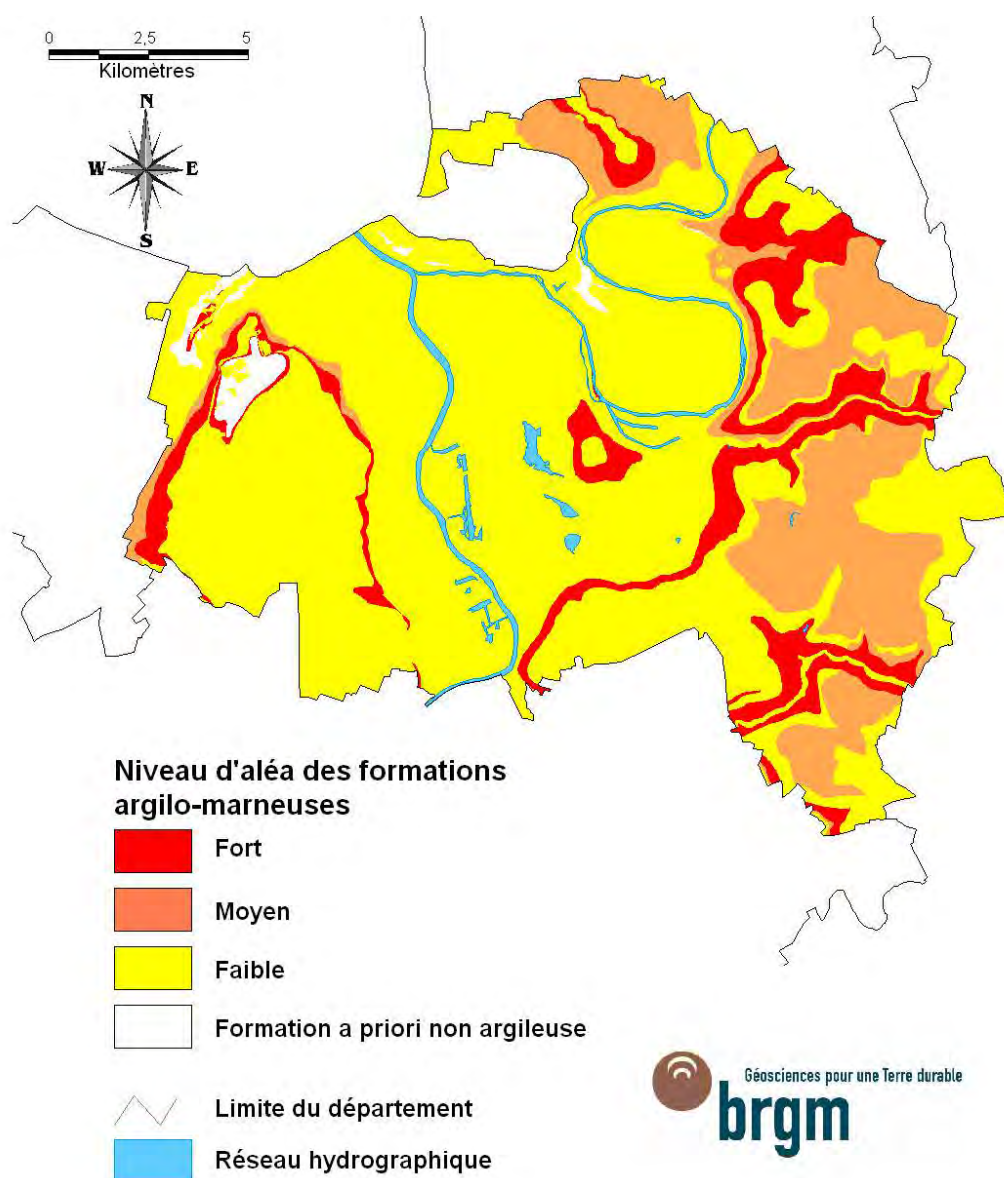 0 2,5 5
Kilomètres
N
W E
S
Niveau d'aléa des formations
argilo-marneuses
Fort
Moyen
Faible
Formation a priori non argileuse
Limite du département
Réseau hydrographique
Géosciences pour une Terre durable
brgm